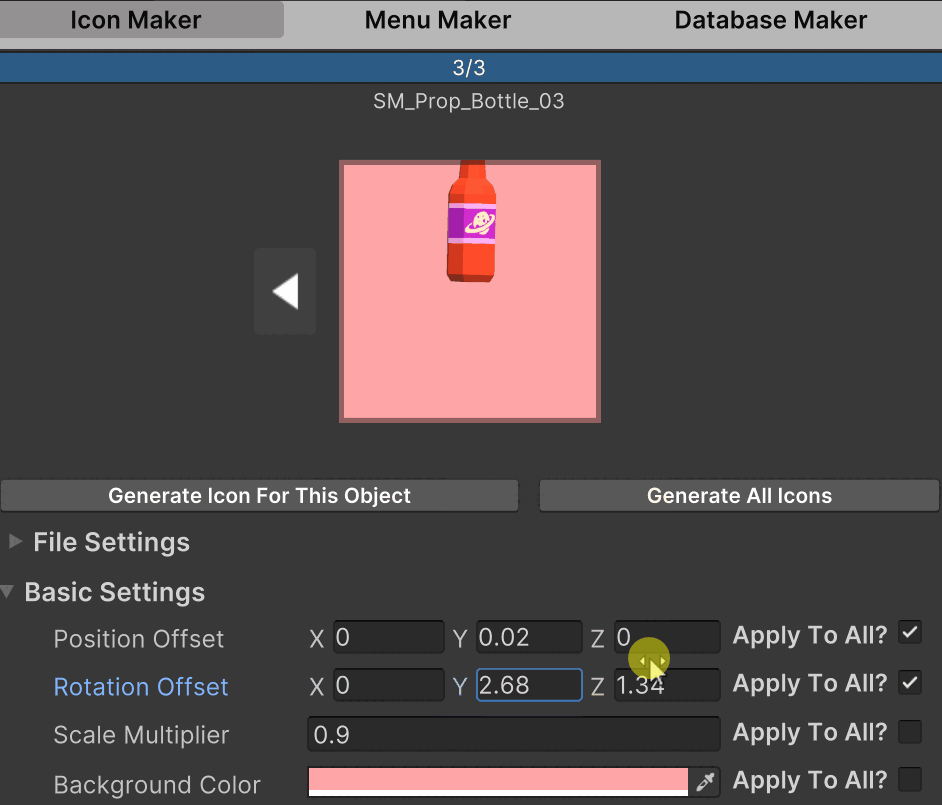 Icon Maker Menu Maker Database Maker
3/3
SM_Prop_Bottle_03
Generate Icon For This Object Generate All Icons
File Settings
Basic Settings
Position Offset X 0 Y 0.02 Z 0 Apply To All?
Rotation Offset X 0 Y 2.68 Z 1.34 Apply To All?
Scale Multiplier 0.9 Apply To All?
Background Color Apply To All?